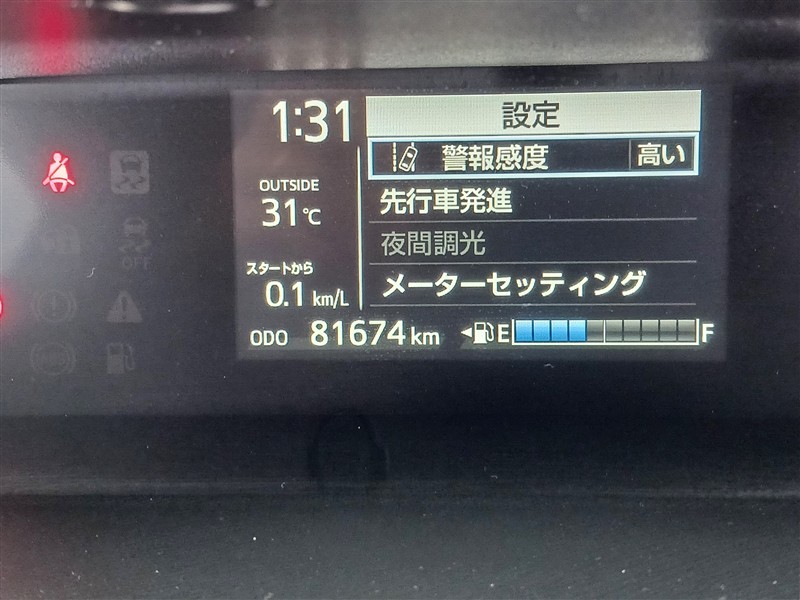 1:31
設定
警報感度 高い
OUTSIDE
31℃
先行車発進
夜間調光
スタートから
0.1 km/L
メーターセッティング
ODO 81674 km
E F
OFF